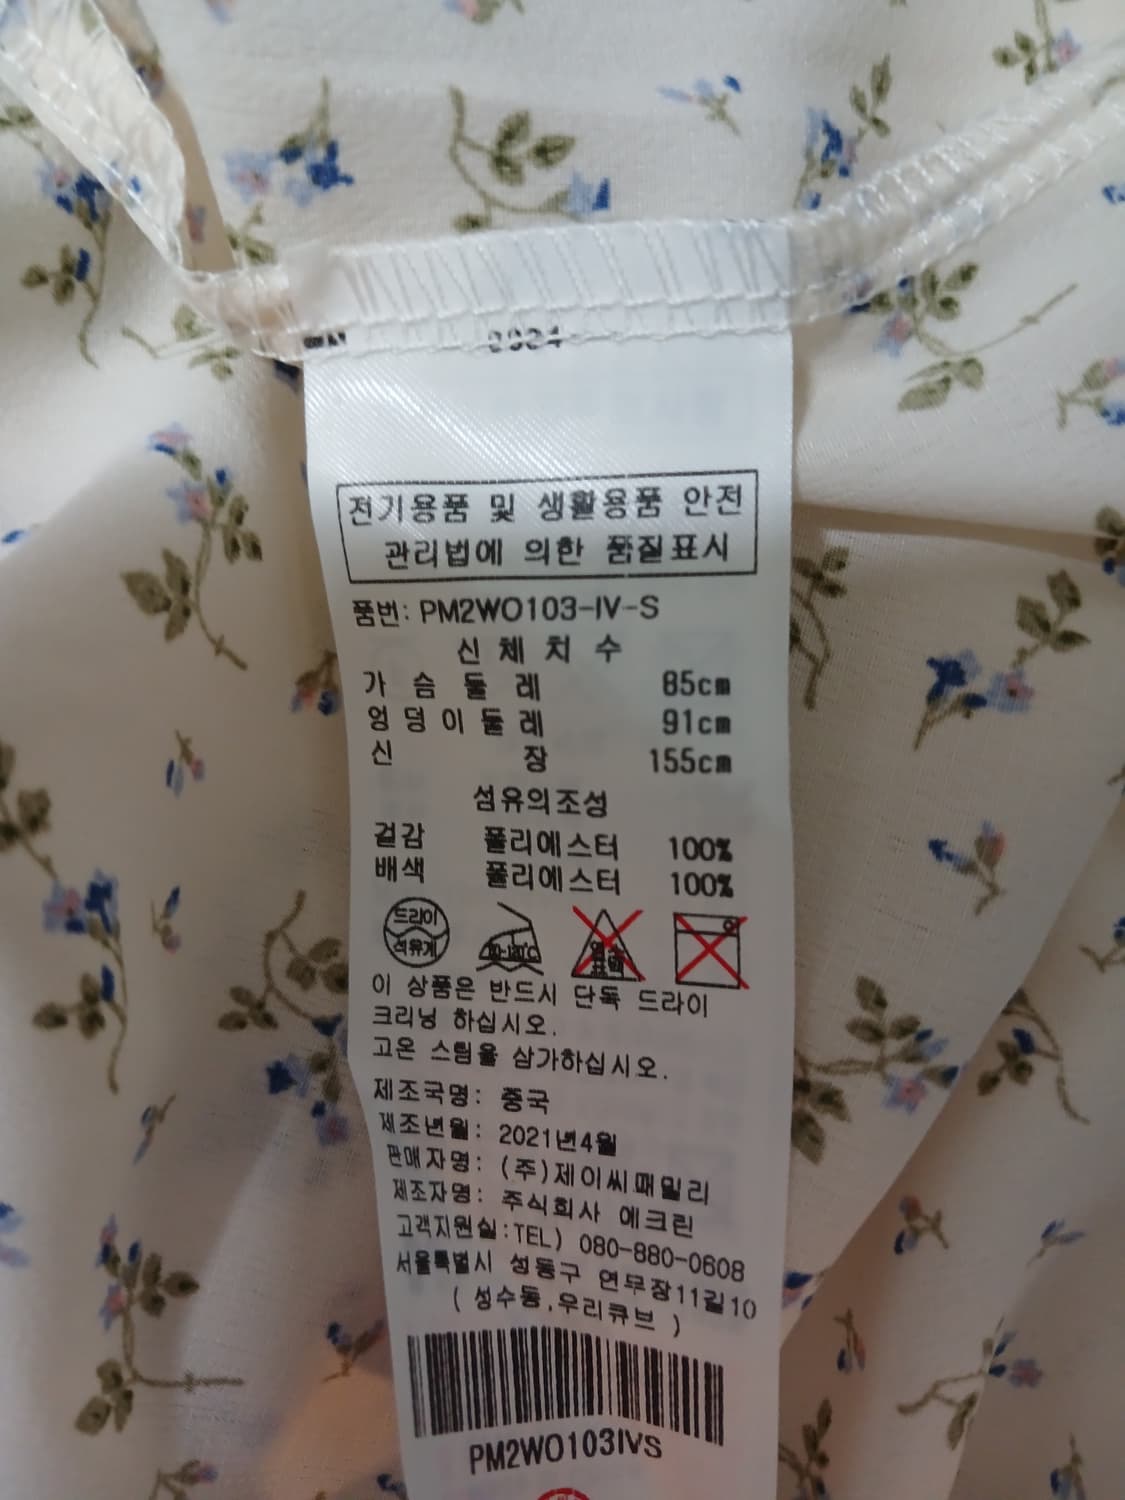 전기용품 및 생활용품 안전
관리법에 의한 품질표시
품번: PM2WO103-IV-S
신 체 치 수
가 슴 둘 레 85cm
엉 덩 이 둘 레 91cm
신 장 155cm
섬유의조성
겉감 폴리에스터 100%
배색 폴리에스터 100%
드라이
석유계
이 상품은 반드시 단독 드라이
크리닝 하십시오.
고온 스팀을 삼가하십시오.
제조국명: 중국
제조년월: 2021년4월
판매자명: (주)제이씨패밀리
제조자명: 주식회사 에크린
고객지원실:TEL) 080-880-0608
서울특별시 성동구 연무장11길10
( 성수동,우리큐브 )
PM2WO103IVS